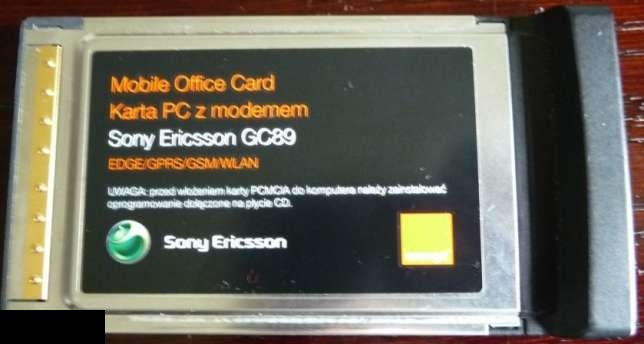 Mobile Office Card
Karta PC z modemem
Sony Ericsson GC89
EDGE/GPRS/GSM/WLAN
UWAGA: przed włożeniem karty PCMCIA do komputera należy zainstalować
oprogramowanie dołączone na płycie CD.
Sony Ericsson
orange